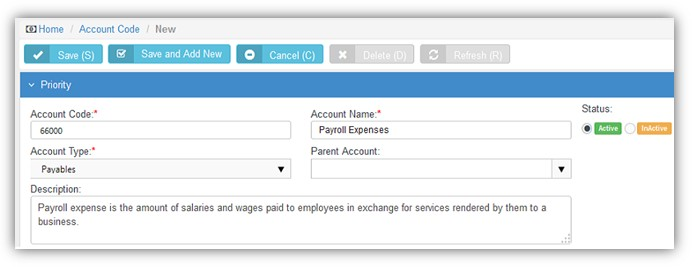 Home / Account Code / New
Save (S) Save and Add New Cancel (C) Delete (D) Refresh (R)
Priority
Account Code:* Account Name:* Status:
66000 Payroll Expenses Active InActive
Account Type:* Parent Account:
Payables
Description:
Payroll expense is the amount of salaries and wages paid to employees in exchange for services rendered by them to a
business.